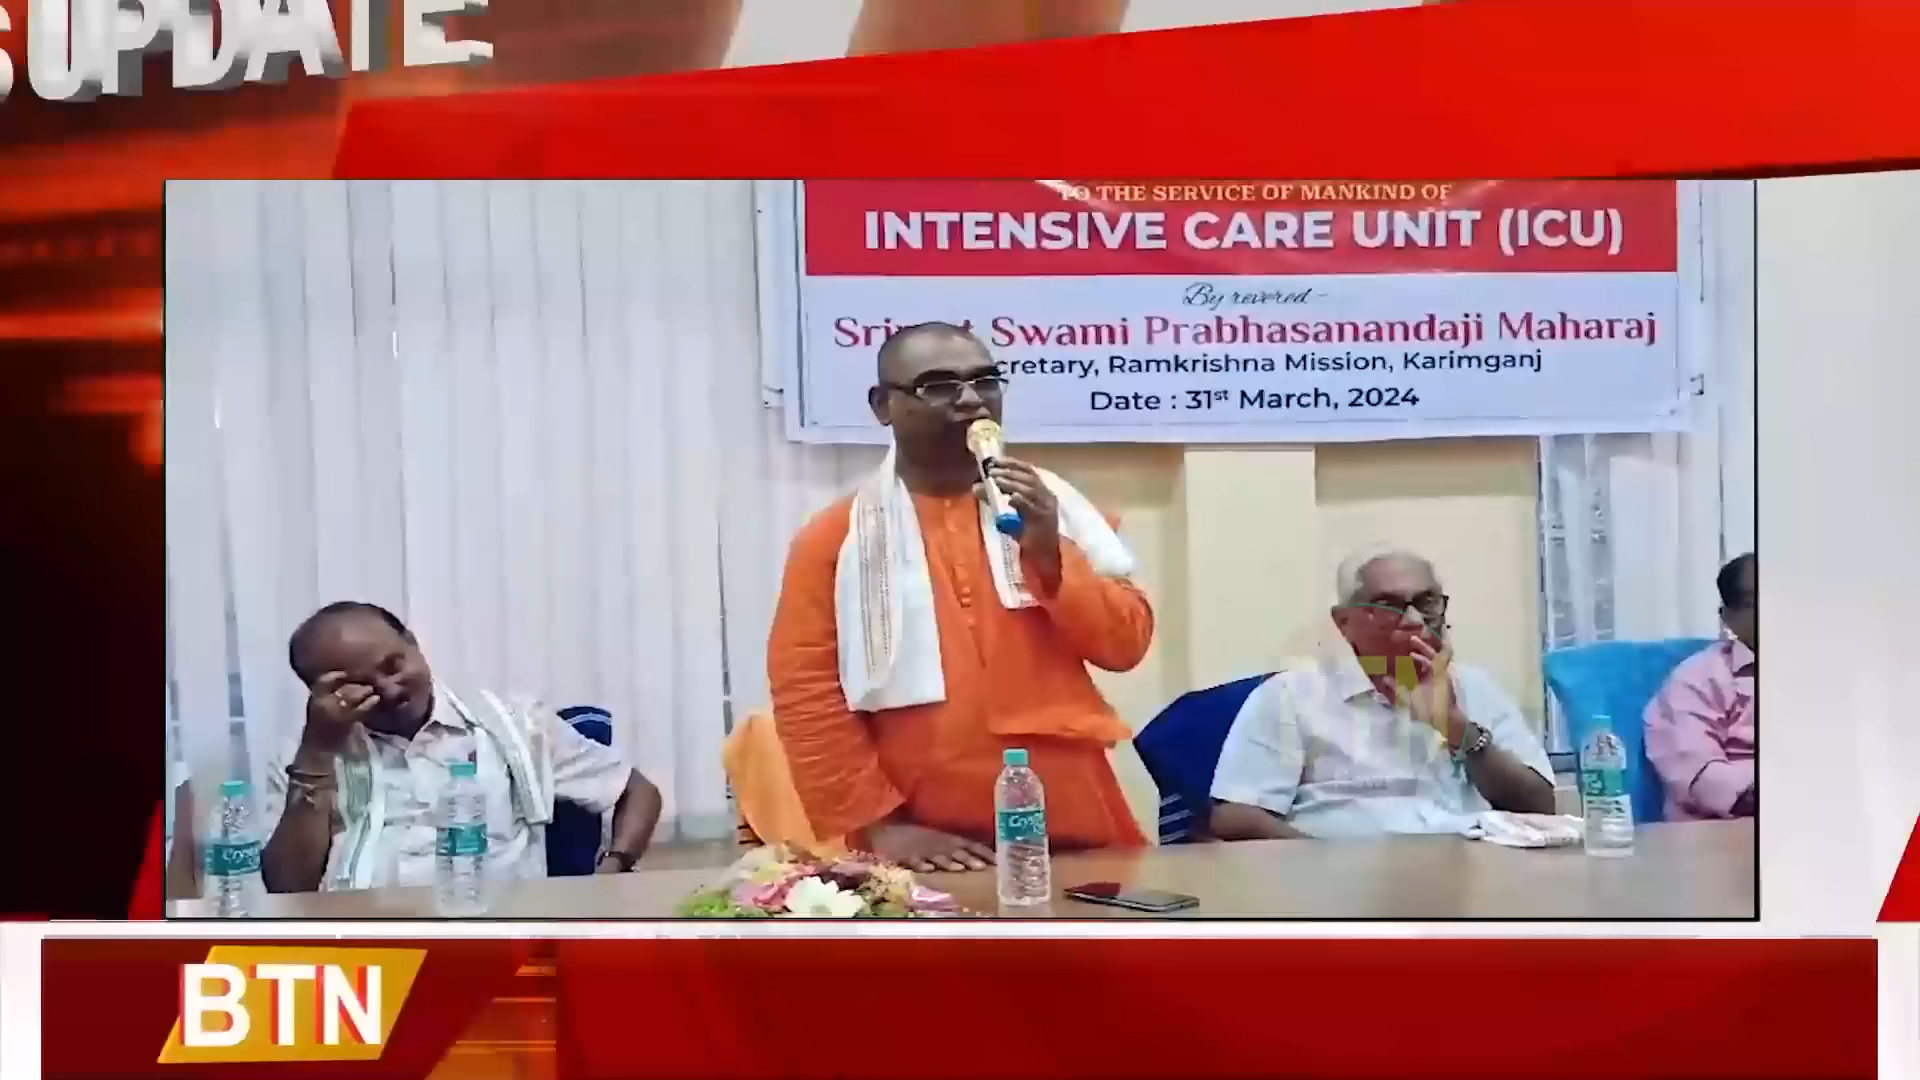 UPDATE
TO THE SERVICE OF MANKIND OF
INTENSIVE CARE UNIT (ICU)
By revered -
Swami Prabhasanandaji Maharaj
Ramkrishna Mission, Karimganj
Date : 31st March, 2024
BTN
BTN